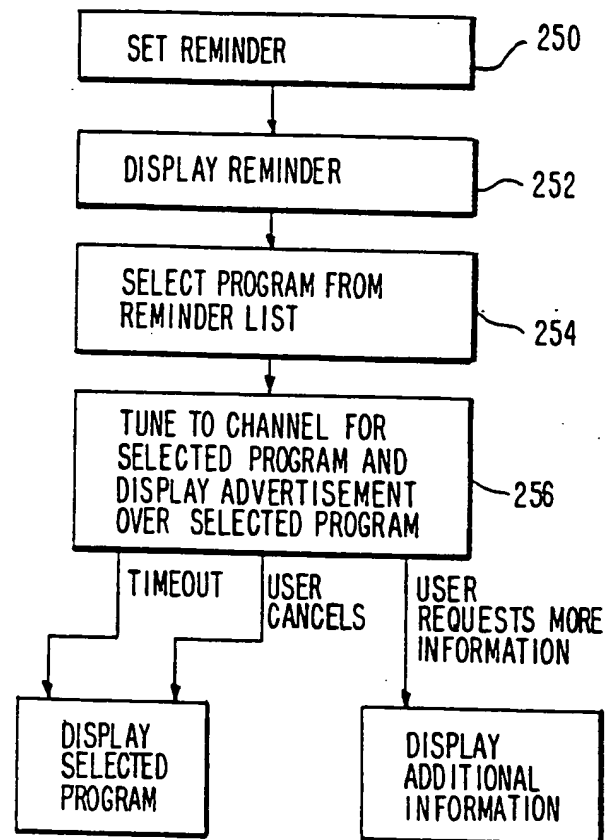 SET REMINDER
250
DISPLAY REMINDER
252
SELECT PROGRAM FROM
REMINDER LIST
254
TUNE TO CHANNEL FOR
SELECTED PROGRAM AND
DISPLAY ADVERTISEMENT
OVER SELECTED PROGRAM
256
TIMEOUT
USER
CANCELS
USER
REQUESTS MORE
INFORMATION
DISPLAY
SELECTED
PROGRAM
DISPLAY
ADDITIONAL
INFORMATION